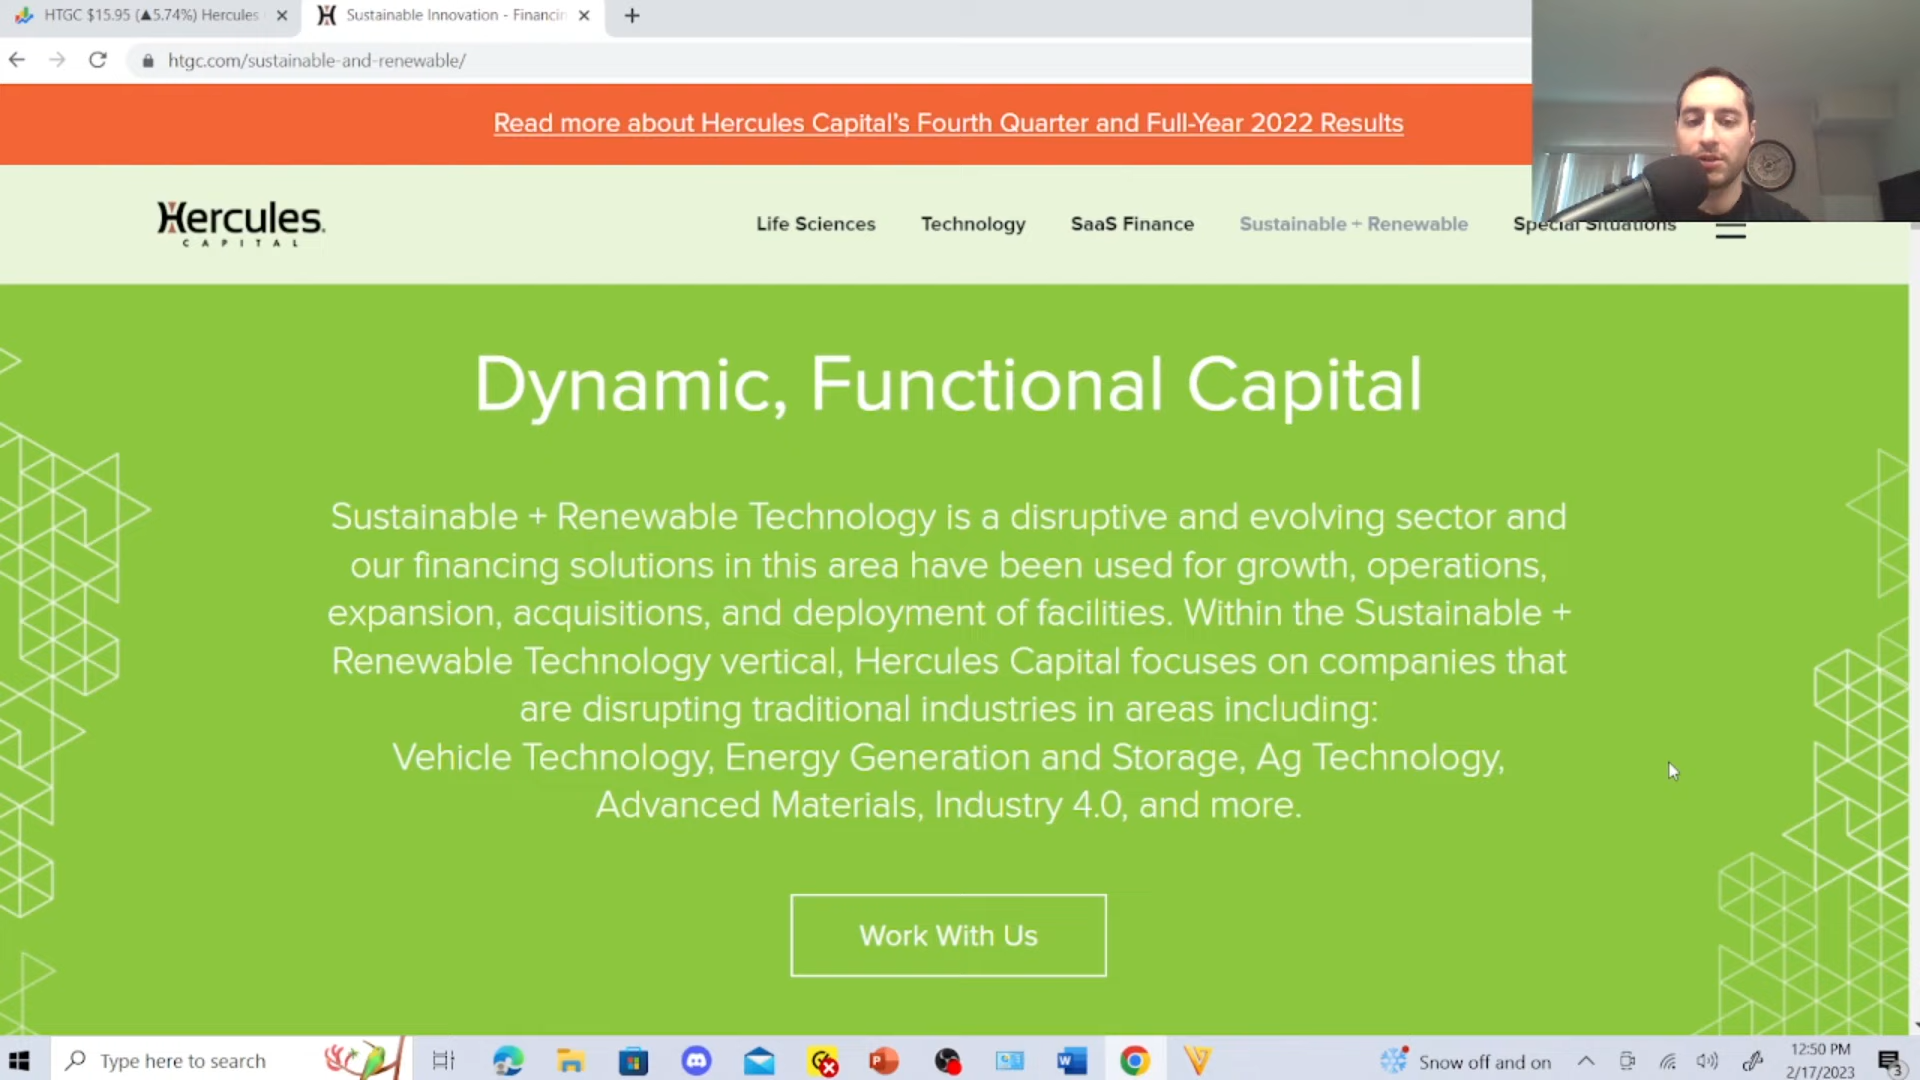 HTGC $15.95 (▲5.74%) Hercules
Sustainable Innovation - Financin
htgc.com/sustainable-and-renewable/
Read more about Hercules Capital's Fourth Quarter and Full-Year 2022 Results
Hercules.
CAPITAL
Life Sciences
Technology
SaaS Finance
Sustainable + Renewable
Special Situations
Dynamic, Functional Capital
Sustainable + Renewable Technology is a disruptive and evolving sector and
our financing solutions in this area have been used for growth, operations,
expansion, acquisitions, and deployment of facilities. Within the Sustainable +
Renewable Technology vertical, Hercules Capital focuses on companies that
are disrupting traditional industries in areas including:
Vehicle Technology, Energy Generation and Storage, Ag Technology,
Advanced Materials, Industry 4.0, and more.
Work With Us
Type here to search
Snow off and on
12:50 PM
2/17/2023
3